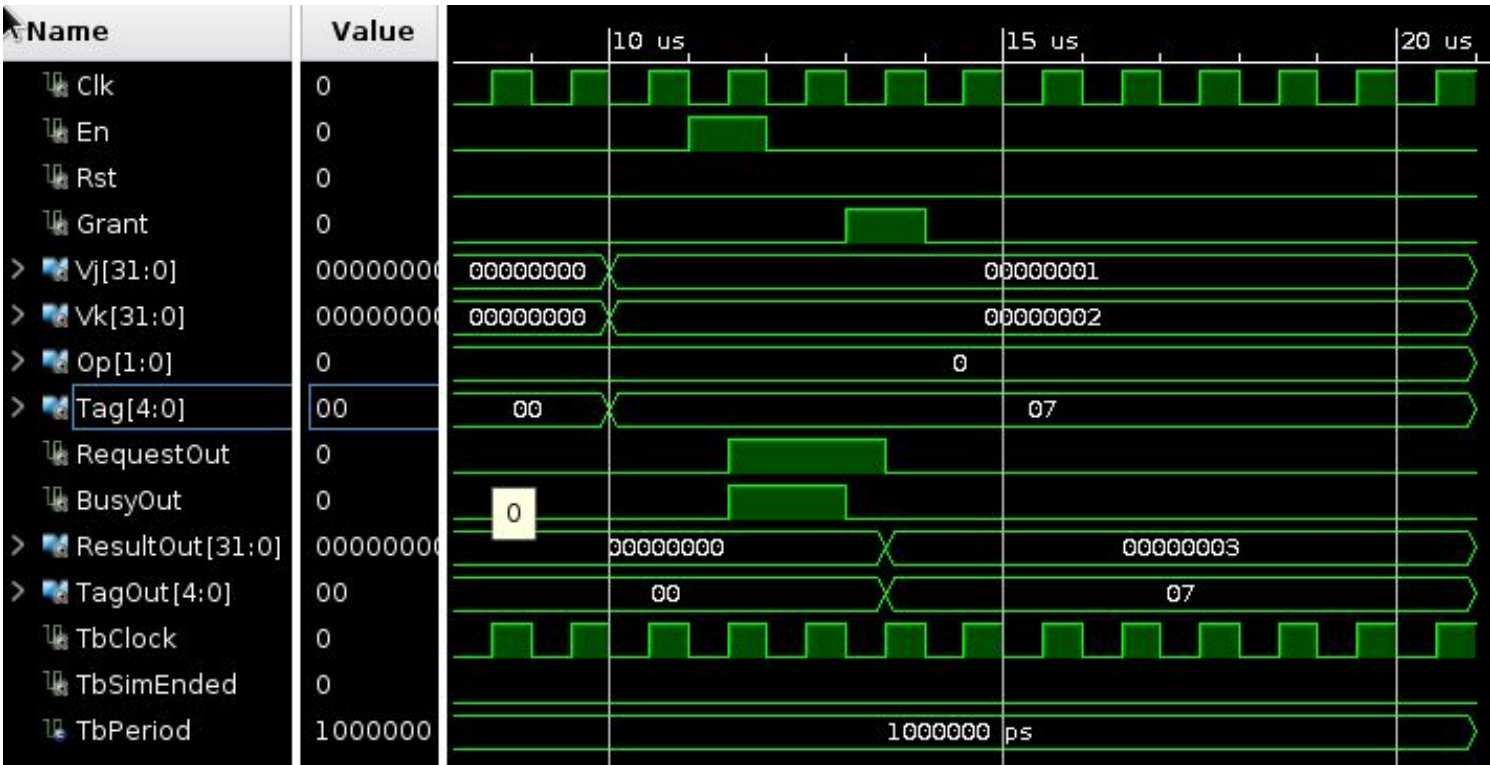 Name Value
10 us 15 us 20 us
Clk 0
En 0
Rst 0
Grant 0
> Vj[31:0] 00000000 00000000 00000001
> Vk[31:0] 00000000 00000000 00000002
> Op[1:0] 0 0
> Tag[4:0] 00 00 07
RequestOut 0
BusyOut 0 0
> ResultOut[31:0] 00000000 00000000 00000003
> TagOut[4:0] 00 00 07
TbClock 0
TbSimEnded 0
TbPeriod 1000000 1000000 ps